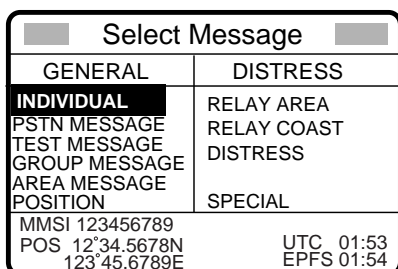 Select Message
GENERAL
INDIVIDUAL
PSTN MESSAGE
TEST MESSAGE
GROUP MESSAGE
AREA MESSAGE
POSITION
DISTRESS
RELAY AREA
RELAY COAST
DISTRESS
SPECIAL
MMSI 123456789
POS 12°34.5678N
123°45.6789E
UTC 01:53
EPFS 01:54